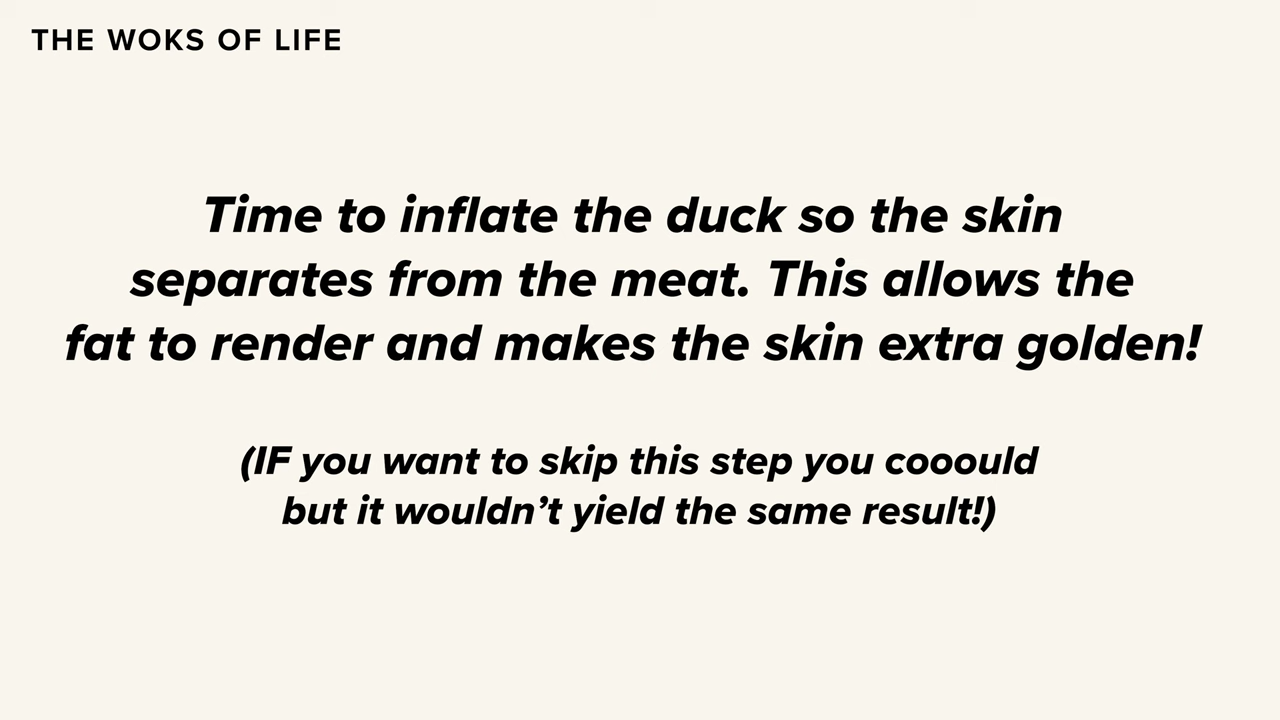 THE WOKS OF LIFE
Time to inflate the duck so the skin
separates from the meat. This allows the
fat to render and makes the skin extra golden!
(IF you want to skip this step you cooould
but it wouldn’t yield the same result!)